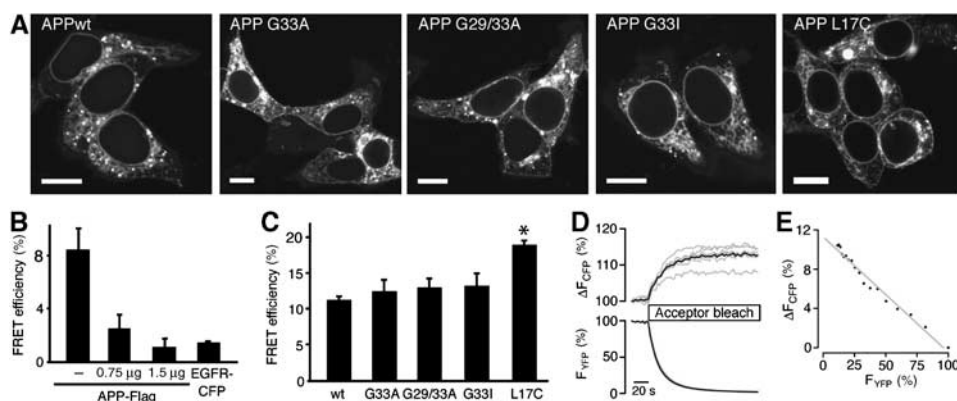 A
APPwt
APP G33A
APP G29/33A
APP G33I
APP L17C
B
FRET efficiency (%)
8
4
0
–
0.75 µg
1.5 µg
EGFR-
CFP
APP-Flag
C
FRET efficiency (%)
20
15
10
5
0
*
wt
G33A
G29/33A
G33I
L17C
D
ΔFCFP
(%)
120
110
100
Acceptor bleach
FYFP
(%)
100
50
0
20 s
E
ΔFCFP (%)
12
8
4
0
0
25
50
75
100
FYFP (%)